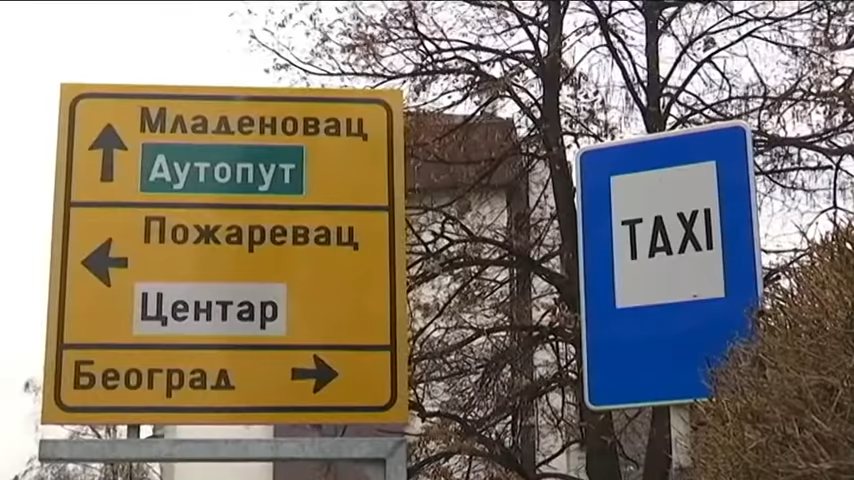 Младеновац
Аутопут
Пожаревац
Центар
Београд
TAXI